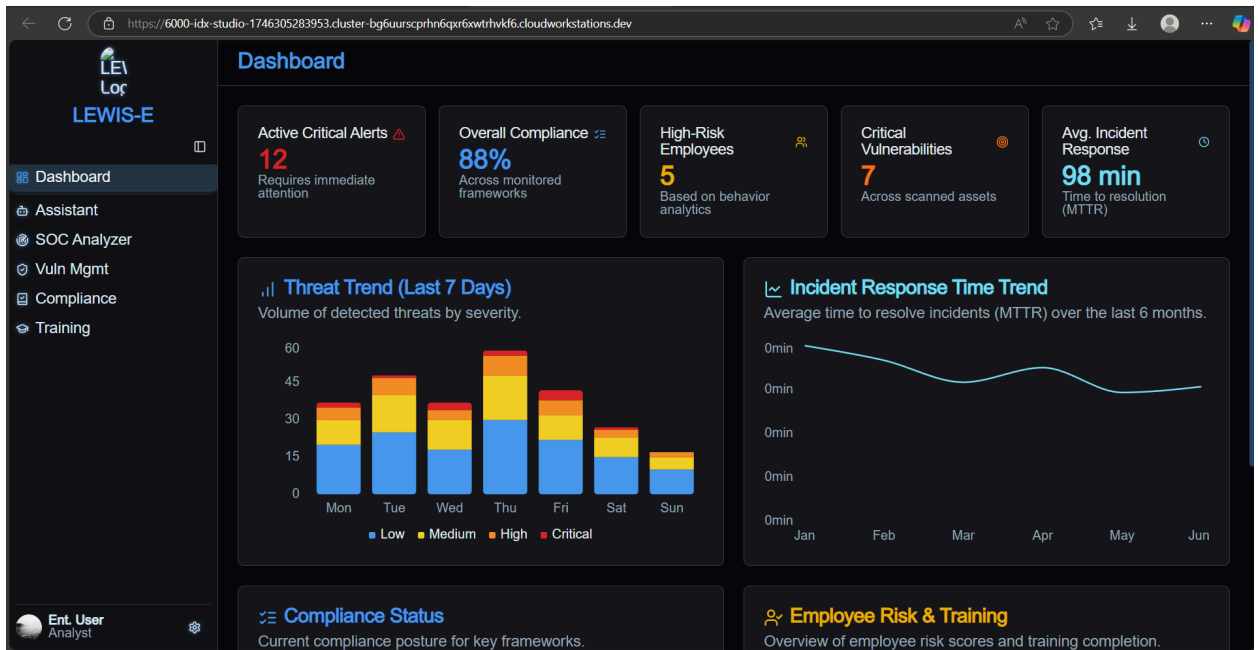 https://6000-idx-studio-1746305283953.cluster-bg6uurscprhn6qxr6xwtrhvkf6.cloudworkstations.dev
LEWIS-E
Dashboard
Assistant
SOC Analyzer
Vuln Mgmt
Compliance
Training
Ent. User
Analyst
Dashboard
Active Critical Alerts
12
Requires immediate
attention
Overall Compliance
88%
Across monitored
frameworks
High-Risk
Employees
5
Based on behavior
analytics
Critical
Vulnerabilities
7
Across scanned assets
Avg. Incident
Response
98 min
Time to resolution
(MTTR)
Threat Trend (Last 7 Days)
Volume of detected threats by severity.
60
45
30
15
0
Mon Tue Wed Thu Fri Sat Sun
Low Medium High Critical
Incident Response Time Trend
Average time to resolve incidents (MTTR) over the last 6 months.
0min
0min
0min
0min
0min
Jan Feb Mar Apr May Jun
Compliance Status
Current compliance posture for key frameworks.
Employee Risk & Training
Overview of employee risk scores and training completion.